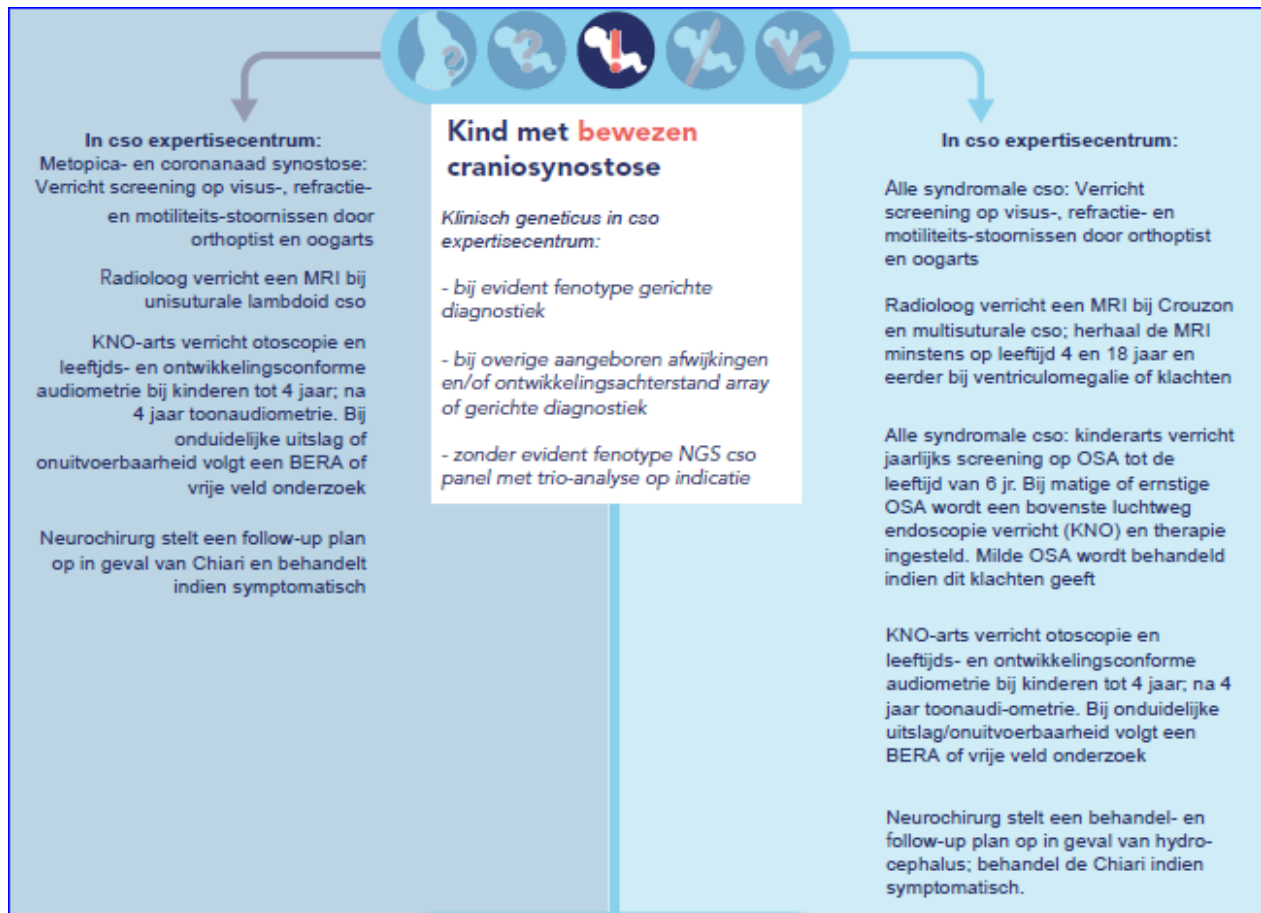 In cso expertisecentrum:
Metopica- en coronanaad synostose:
Verricht screening op visus-, refractie-
en motiliteits-stoornissen door
orthoptist en oogarts
Radioloog verricht een MRI bij
unisuturale lambdoid cso
KNO-arts verricht otoscopie en
leeftjds- en ontwikkelingsconforme
audiometrie bij kinderen tot 4 jaar; na
4 jaar toonaudiometrie. Bij
onduidelijke uitslag of
onuitvoerbaarheid volgt een BERA of
vrije veld onderzoek
Neurochirurg stelt een follow-up plan
op in geval van Chiari en behandelt
indien symptomatisch
? ? !
Kind met bewezen
craniosynostose
Klinisch geneticus in cso
expertisecentrum:
- bij evident fenotype gerichte
diagnostiek
- bij overige aangeboren afwijkingen
en/of ontwikkelingsachterstand array
of gerichte diagnostiek
- zonder evident fenotype NGS cso
panel met trio-analyse op indicatie
In cso expertisecentrum:
Alle syndromale cso: Verricht
screening op visus-, refractie- en
motiliteits-stoornissen door orthoptist
en oogarts
Radioloog verricht een MRI bij Crouzon
en multisuturale cso; herhaal de MRI
minstens op leeftijd 4 en 18 jaar en
eerder bij ventriculomegalie of klachten
Alle syndromale cso: kinderarts verricht
jaarlijks screening op OSA tot de
leeftijd van 6 jr. Bij matige of ernstige
OSA wordt een bovenste luchtweg
endoscopie verricht (KNO) en therapie
ingesteld. Milde OSA wordt behandeld
indien dit klachten geeft
KNO-arts verricht otoscopie en
leeftijds- en ontwikkelingsconforme
audiometrie bij kinderen tot 4 jaar; na 4
jaar toonaudi-ometrie. Bij onduidelijke
uitslag/onuitvoerbaarheid volgt een
BERA of vrije veld onderzoek
Neurochirurg stelt een behandel- en
follow-up plan op in geval van hydro-
cephalus; behandel de Chiari indien
symptomatisch.